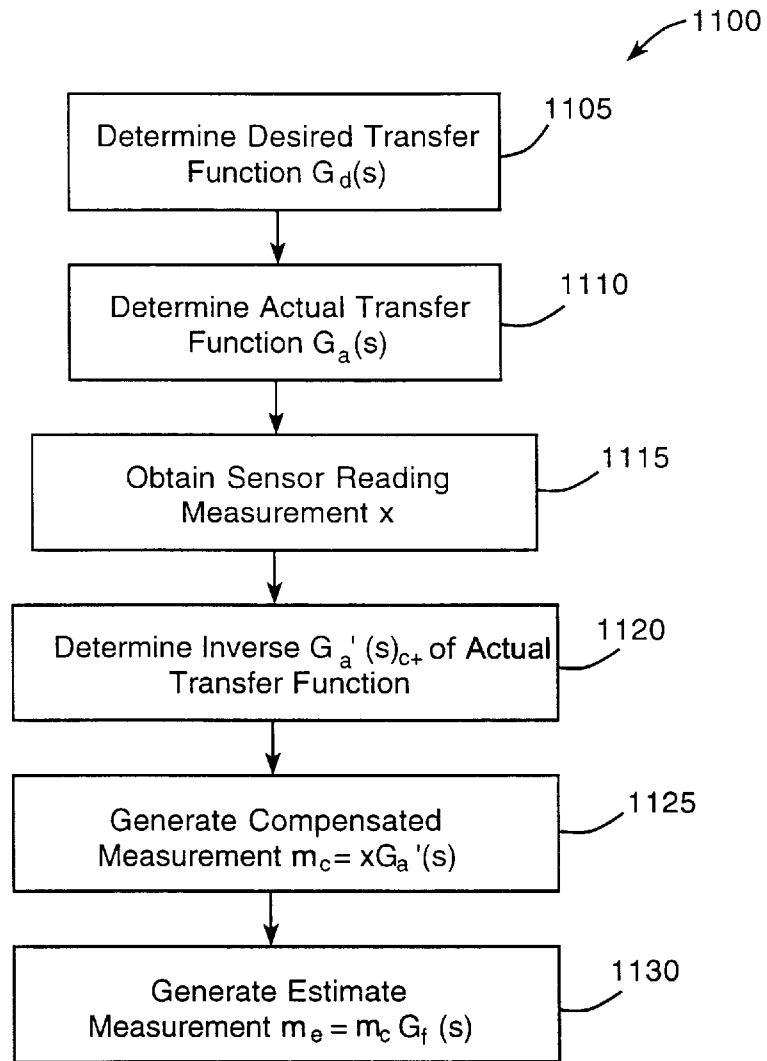 1100
Determine Desired Transfer
Function G_d(s)
1105
Determine Actual Transfer
Function G_a(s)
1110
Obtain Sensor Reading
Measurement x
1115
Determine Inverse G_a'(s)_c+ of Actual
Transfer Function
1120
Generate Compensated
Measurement m_c = xG_a'(s)
1125
Generate Estimate
Measurement m_e = m_c G_f(s)
1130